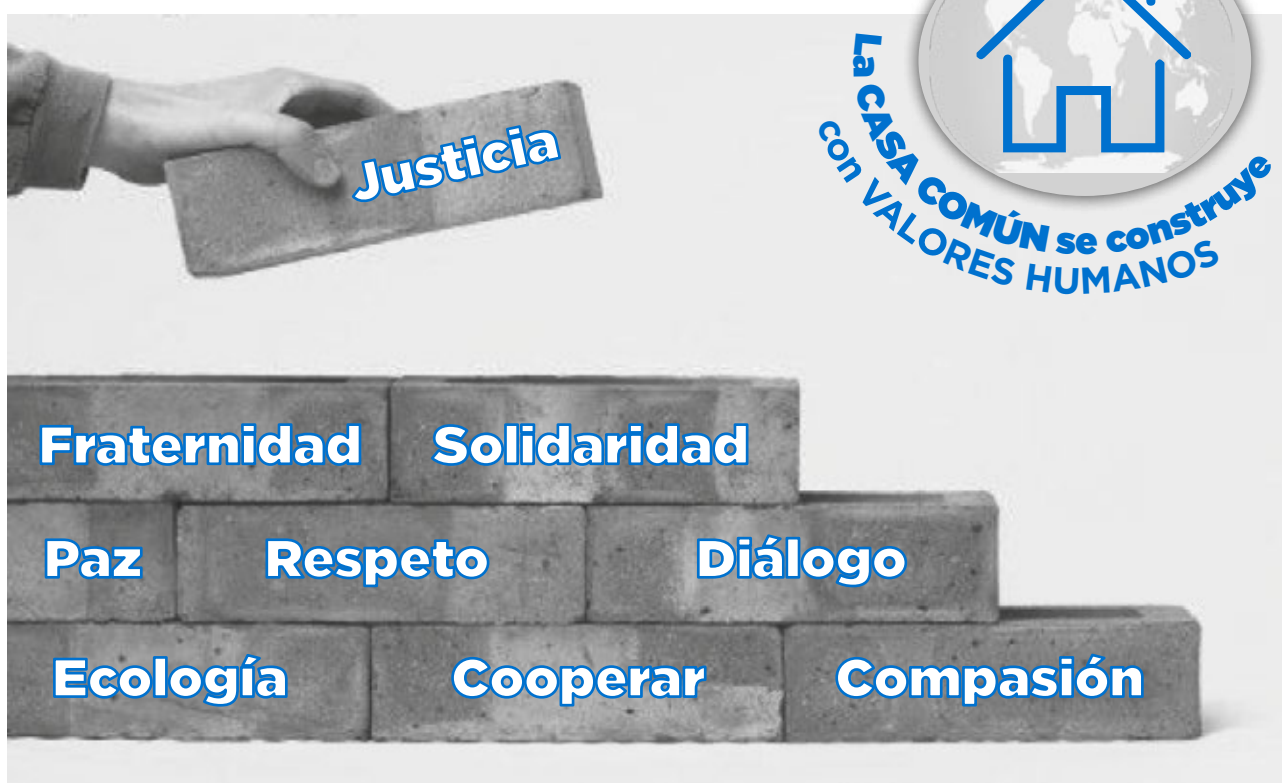 La CASA COMÚN se construye
con VALORES HUMANOS
Justicia
Fraternidad Solidaridad
Paz Respeto Diálogo
Ecología Cooperar Compasión